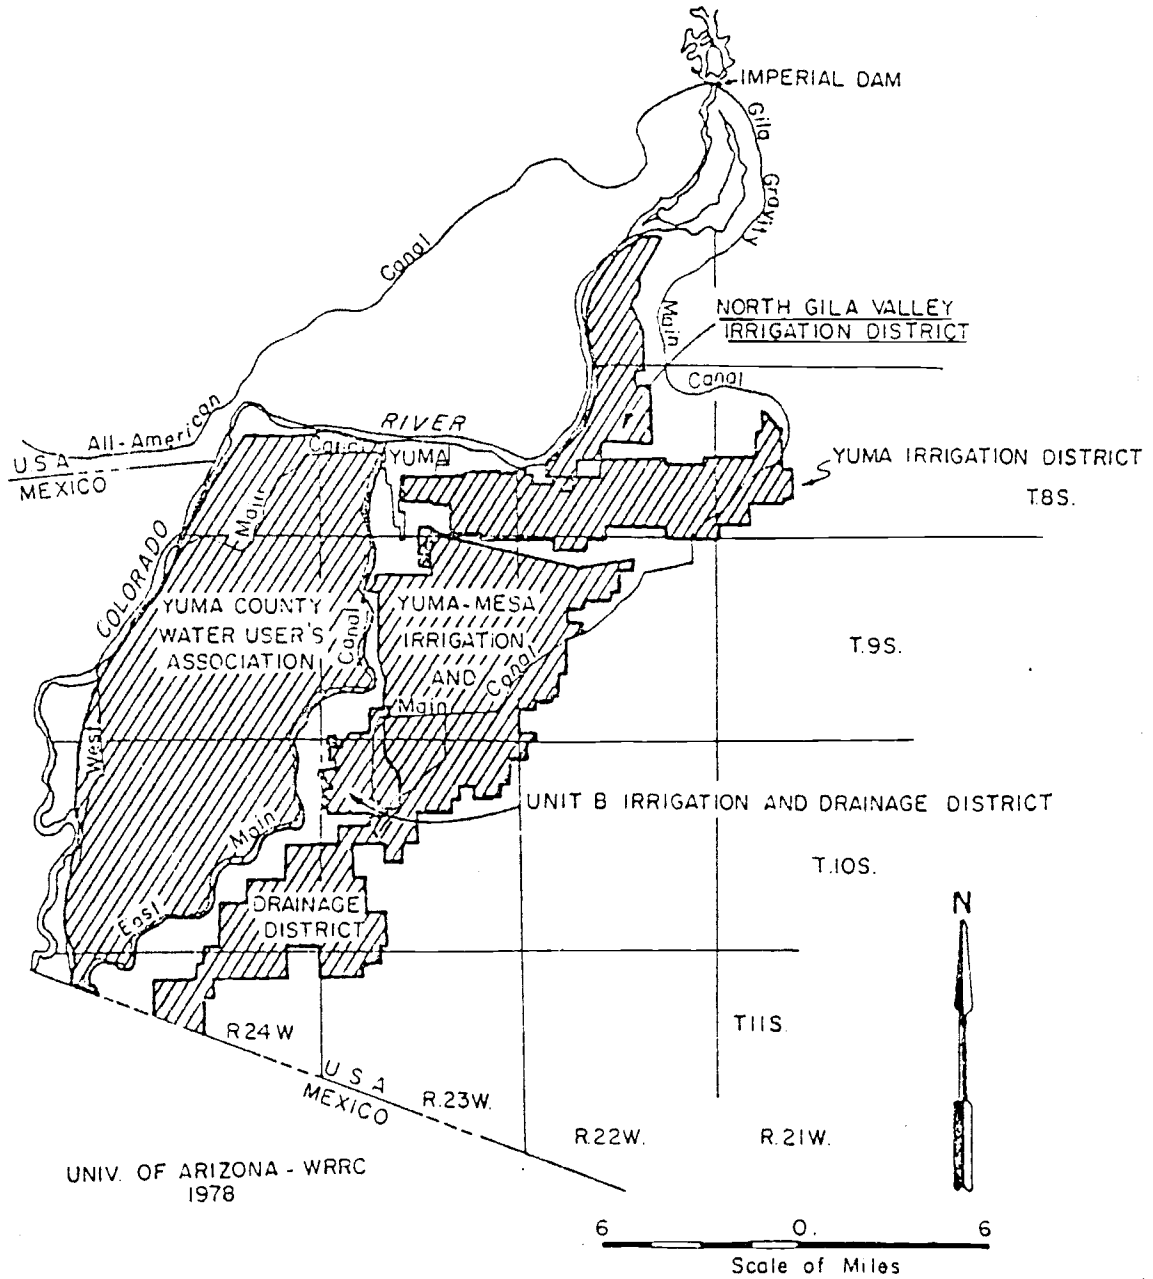 IMPERIAL DAM
Gila
Gravity
Canal
Main
NORTH GILA VALLEY
IRRIGATION DISTRICT
Canal
All-American
RIVER
Canal
YUMA
USA
MEXICO
YUMA IRRIGATION DISTRICT
T.8S.
Main
COLORADO
YUMA COUNTY
WATER USER'S
ASSOCIATION
Canal
YUMA-MESA
IRRIGATION
AND
Canal
Main
T.9S.
West
UNIT B IRRIGATION AND DRAINAGE DISTRICT
Main
T.10S.
East
DRAINAGE
DISTRICT
N
R24W
T11S.
USA
MEXICO
R.23W.
R.22W.
R.21W.
UNIV. OF ARIZONA - WRRC
1978
6 0. 6
Scale of Miles